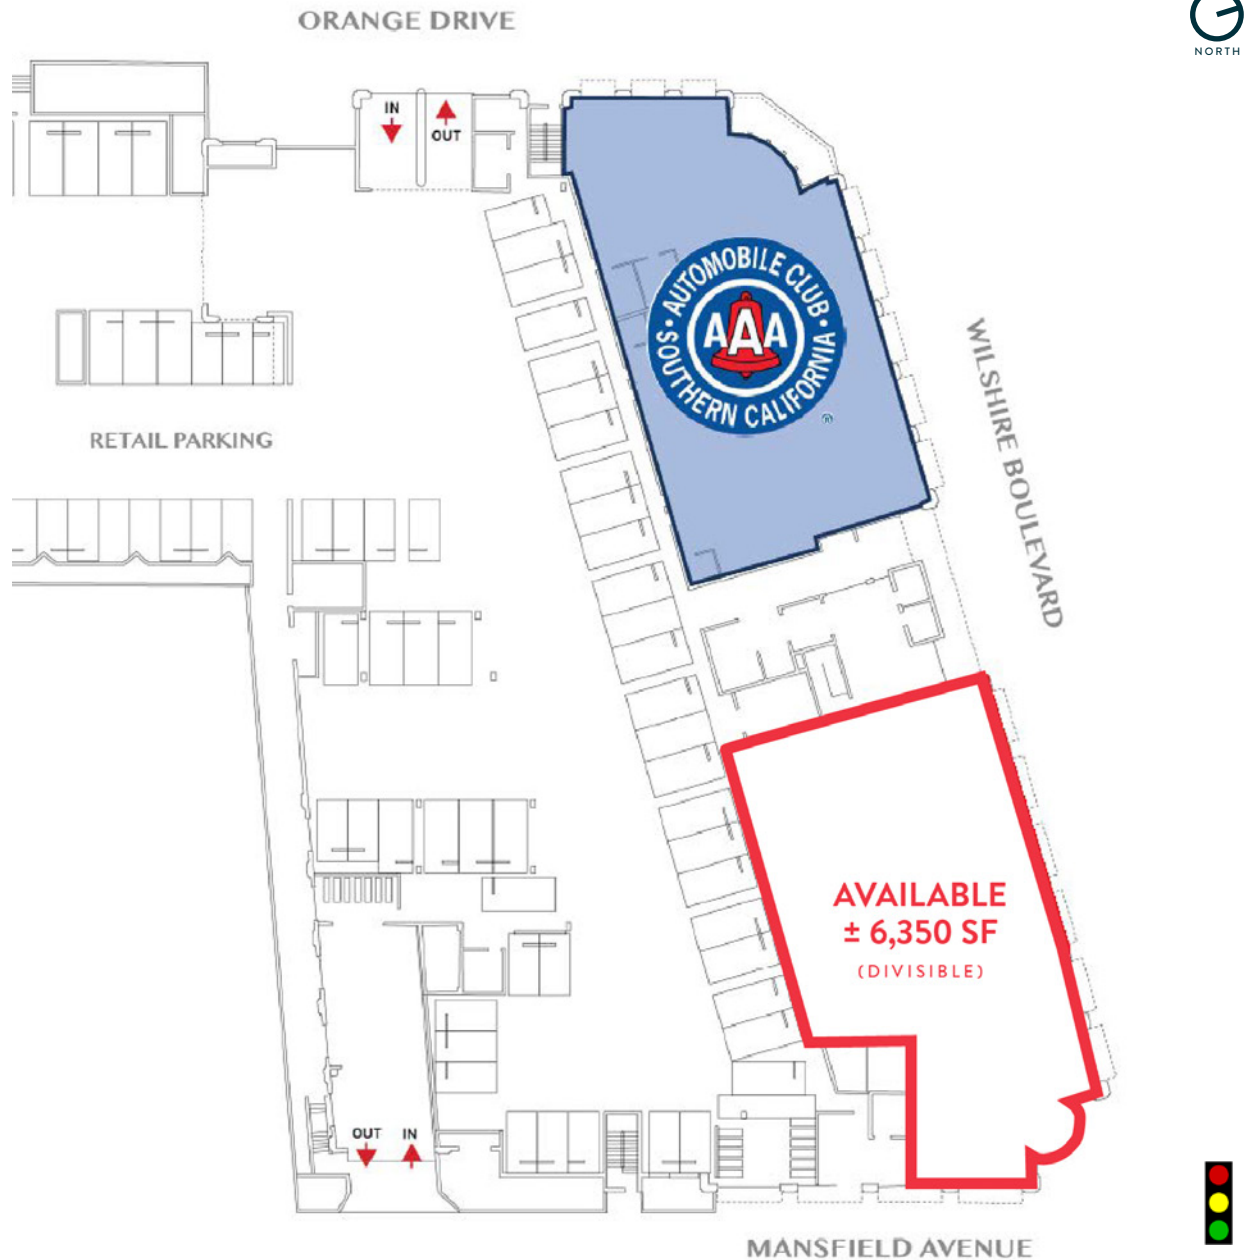 ORANGE DRIVE
NORTH
IN
OUT
AUTOMOBILE CLUB
AAA
SOUTHERN CALIFORNIA
®
WILSHIRE BOULEVARD
RETAIL PARKING
AVAILABLE
± 6,350 SF
(DIVISIBLE)
OUT IN
MANSFIELD AVENUE